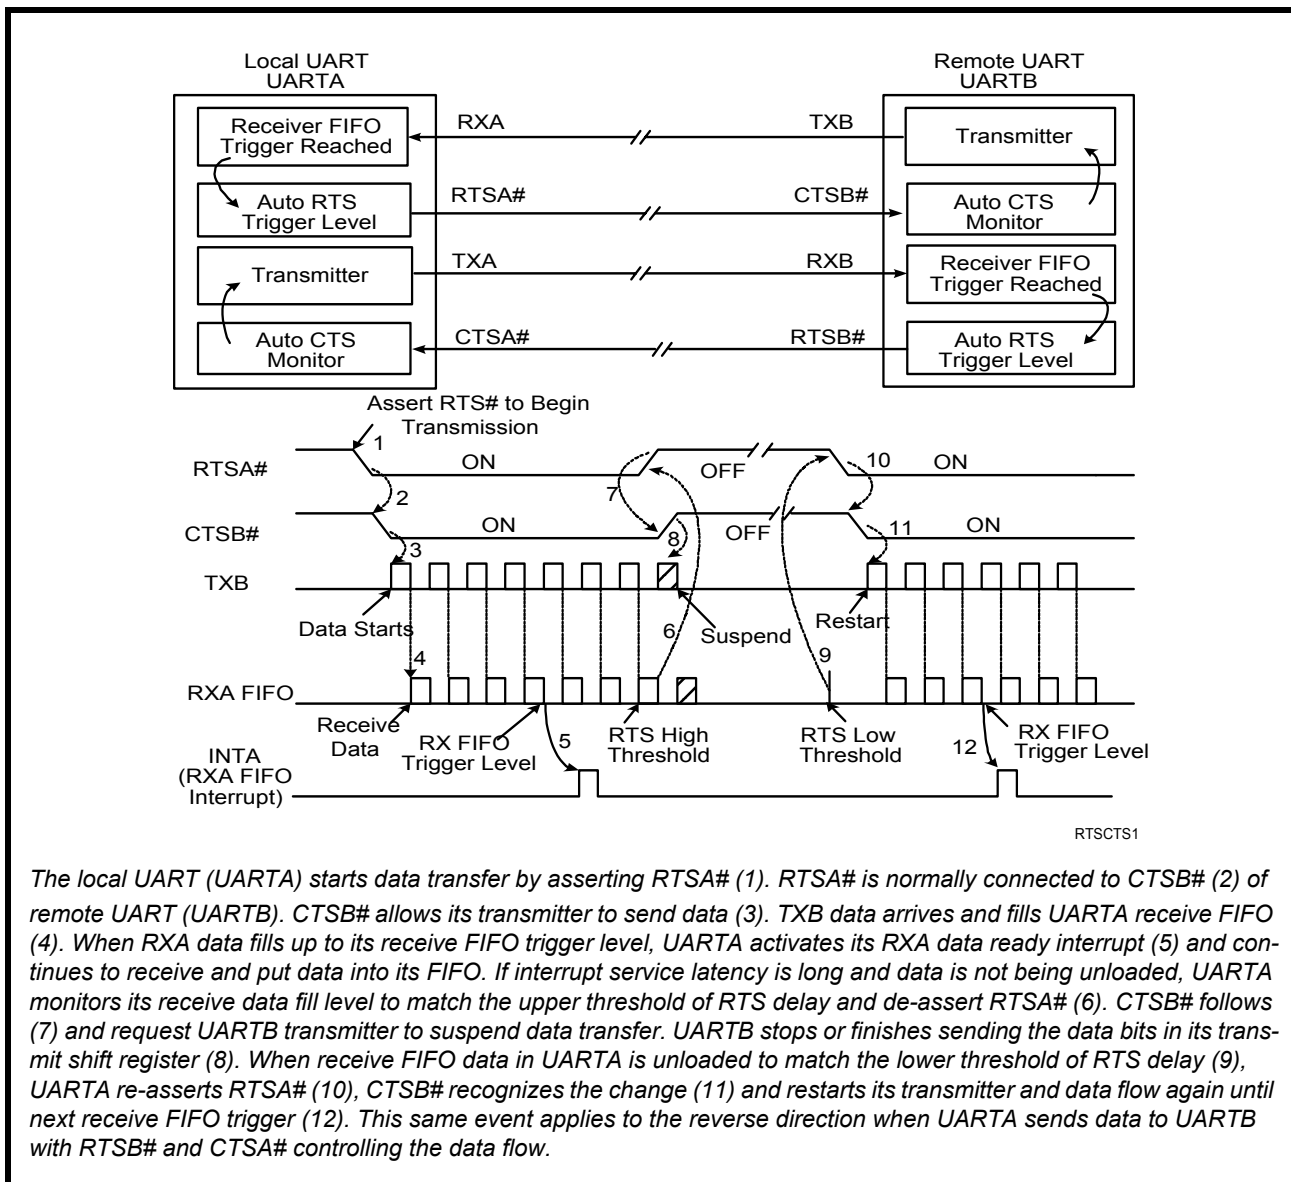 Local UART
UARTA
Remote UART
UARTB
Receiver FIFO
Trigger Reached
RXA
TXB
Transmitter
Auto RTS
Trigger Level
RTSA#
CTSB#
Auto CTS
Monitor
Transmitter
TXA
RXB
Receiver FIFO
Trigger Reached
Auto CTS
Monitor
CTSA#
RTSB#
Auto RTS
Trigger Level
Assert RTS# to Begin
Transmission
1
RTSA#
ON
7
OFF
10
ON
2
CTSB#
ON
8
OFF
11
ON
3
TXB
Data Starts
6
Suspend
Restart
4
9
RXA FIFO
Receive
Data
RX FIFO
Trigger Level
5
RTS High
Threshold
RTS Low
Threshold
12
RX FIFO
Trigger Level
INTA
(RXA FIFO
Interrupt)
RTSCTS1
The local UART (UARTA) starts data transfer by asserting RTSA# (1). RTSA# is normally connected to CTSB# (2) of
remote UART (UARTB). CTSB# allows its transmitter to send data (3). TXB data arrives and fills UARTA receive FIFO
(4). When RXA data fills up to its receive FIFO trigger level, UARTA activates its RXA data ready interrupt (5) and con-
tinues to receive and put data into its FIFO. If interrupt service latency is long and data is not being unloaded, UARTA
monitors its receive data fill level to match the upper threshold of RTS delay and de-assert RTSA# (6). CTSB# follows
(7) and request UARTB transmitter to suspend data transfer. UARTB stops or finishes sending the data bits in its trans-
mit shift register (8). When receive FIFO data in UARTA is unloaded to match the lower threshold of RTS delay (9),
UARTA re-asserts RTSA# (10), CTSB# recognizes the change (11) and restarts its transmitter and data flow again until
next receive FIFO trigger (12). This same event applies to the reverse direction when UARTA sends data to UARTB
with RTSB# and CTSA# controlling the data flow.